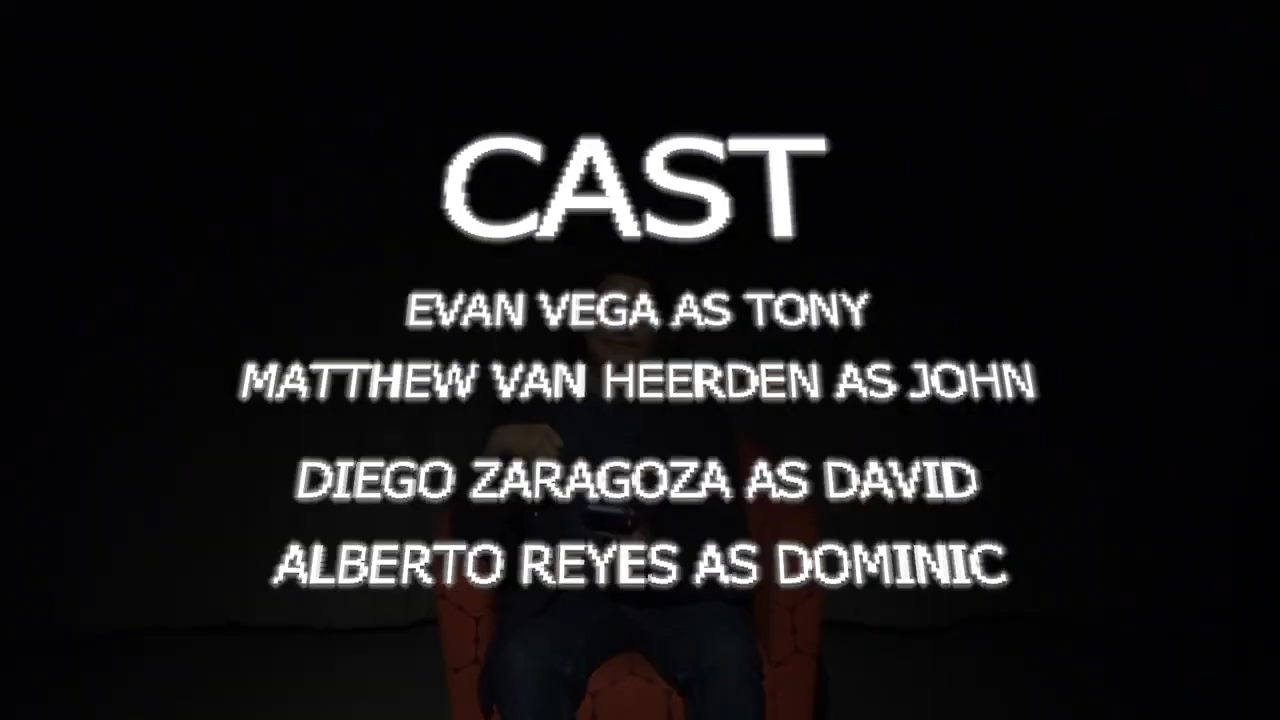 CAST
EVAN VEGA AS TONY
MATTHEW VAN HEERDEN AS JOHN
DIEGO ZARAGOZA AS DAVID
ALBERTO REYES AS DOMINIC